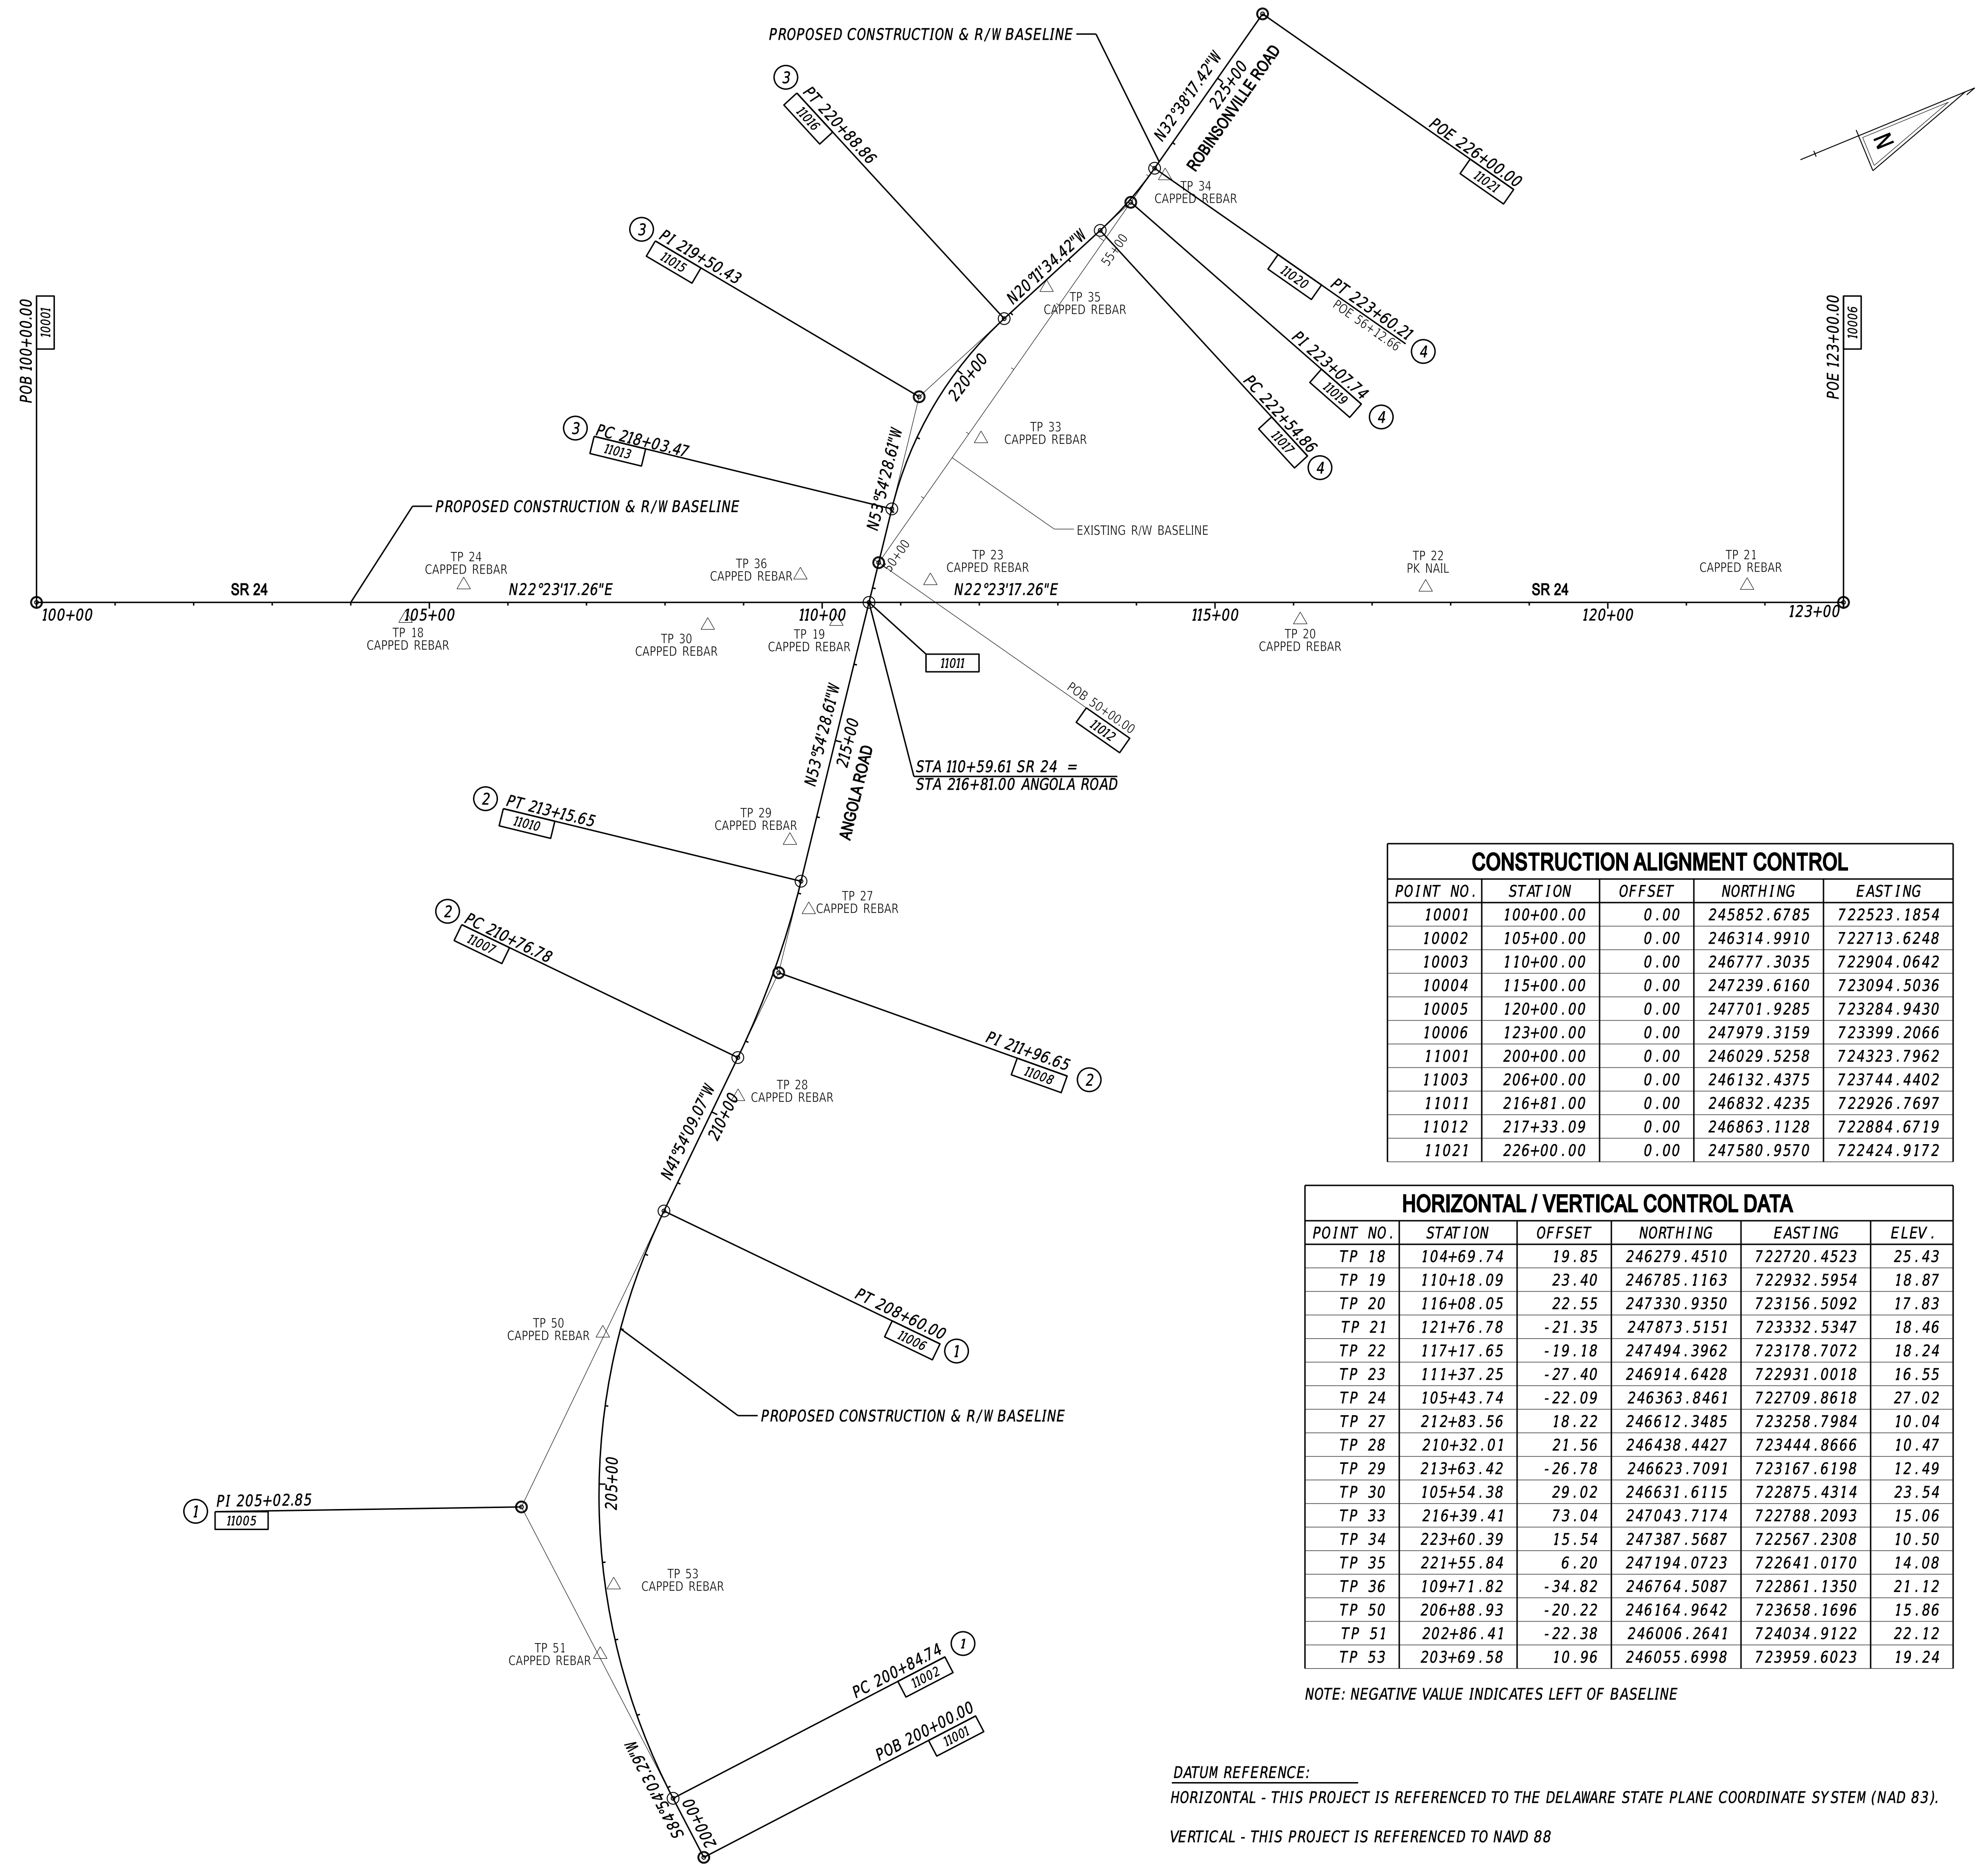 PROPOSED CONSTRUCTION & R/W BASELINE
N32°38'17.42"W
225+00
ROBINSONVILLE ROAD
3
PT 220+88.86
11016
POE 226+00.00
11021
N
TP 34
CAPPED REBAR
3
PI 219+50.43
11015
N20°11'34.42"W
55+00
TP 35
CAPPED REBAR
11020
PT 223+60.21
POE 56+12.66
4
PI 223+07.74
11019
4
PC 222+54.86
11017
4
POB 100+00.00
10001
POE 123+00.00
10006
220+00
3
PC 218+03.47
11013
N53°54'28.61"W
TP 33
CAPPED REBAR
PROPOSED CONSTRUCTION & R/W BASELINE
EXISTING R/W BASELINE
50+00
TP 24
CAPPED REBAR
TP 36
CAPPED REBAR
TP 23
CAPPED REBAR
TP 22
PK NAIL
TP 21
CAPPED REBAR
SR 24
N22°23'17.26"E
N22°23'17.26"E
SR 24
100+00
105+00
110+00
115+00
120+00
123+00
TP 18
CAPPED REBAR
TP 30
CAPPED REBAR
TP 19
CAPPED REBAR
TP 20
CAPPED REBAR
11011
POB 50+00.00
11012
N53°54'28.61"W
215+00
ANGOLA ROAD
STA 110+59.61 SR 24 =
STA 216+81.00 ANGOLA ROAD
2
PT 213+15.65
11010
TP 29
CAPPED REBAR
TP 27
CAPPED REBAR
2
PC 210+76.78
11007
PI 211+96.65
11008
2
TP 28
CAPPED REBAR
N41°54'09.07"W
210+00
PT 208+60.00
11006
1
TP 50
CAPPED REBAR
PROPOSED CONSTRUCTION & R/W BASELINE
205+00
1
PI 205+02.85
11005
TP 53
CAPPED REBAR
TP 51
CAPPED REBAR
PC 200+84.74
11002
1
POB 200+00.00
11001
S84°54'03.29"W
200+00
CONSTRUCTION ALIGNMENT CONTROL
POINT NO. STATION OFFSET NORTHING EASTING
10001 100+00.00 0.00 245852.6785 722523.1854
10002 105+00.00 0.00 246314.9910 722713.6248
10003 110+00.00 0.00 246777.3035 722904.0642
10004 115+00.00 0.00 247239.6160 723094.5036
10005 120+00.00 0.00 247701.9285 723284.9430
10006 123+00.00 0.00 247979.3159 723399.2066
11001 200+00.00 0.00 246029.5258 724323.7962
11003 206+00.00 0.00 246132.4375 723744.4402
11011 216+81.00 0.00 246832.4235 722926.7697
11012 217+33.09 0.00 246863.1128 722884.6719
11021 226+00.00 0.00 247580.9570 722424.9172
HORIZONTAL / VERTICAL CONTROL DATA
POINT NO. STATION OFFSET NORTHING EASTING ELEV.
TP 18 104+69.74 19.85 246279.4510 722720.4523 25.43
TP 19 110+18.09 23.40 246785.1163 722932.5954 18.87
TP 20 116+08.05 22.55 247330.9350 723156.5092 17.83
TP 21 121+76.78 -21.35 247873.5151 723332.5347 18.46
TP 22 117+17.65 -19.18 247494.3962 723178.7072 18.24
TP 23 111+37.25 -27.40 246914.6428 722931.0018 16.55
TP 24 105+43.74 -22.09 246363.8461 722709.8618 27.02
TP 27 212+83.56 18.22 246612.3485 723258.7984 10.04
TP 28 210+32.01 21.56 246438.4427 723444.8666 10.47
TP 29 213+63.42 -26.78 246623.7091 723167.6198 12.49
TP 30 105+54.38 29.02 246631.6115 722875.4314 23.54
TP 33 216+39.41 73.04 247043.7174 722788.2093 15.06
TP 34 223+60.39 15.54 247387.5687 722567.2308 10.50
TP 35 221+55.84 6.20 247194.0723 722641.0170 14.08
TP 36 109+71.82 -34.82 246764.5087 722861.1350 21.12
TP 50 206+88.93 -20.22 246164.9642 723658.1696 15.86
TP 51 202+86.41 -22.38 246006.2641 724034.9122 22.12
TP 53 203+69.58 10.96 246055.6998 723959.6023 19.24
NOTE: NEGATIVE VALUE INDICATES LEFT OF BASELINE
DATUM REFERENCE:
HORIZONTAL - THIS PROJECT IS REFERENCED TO THE DELAWARE STATE PLANE COORDINATE SYSTEM (NAD 83).
VERTICAL - THIS PROJECT IS REFERENCED TO NAVD 88